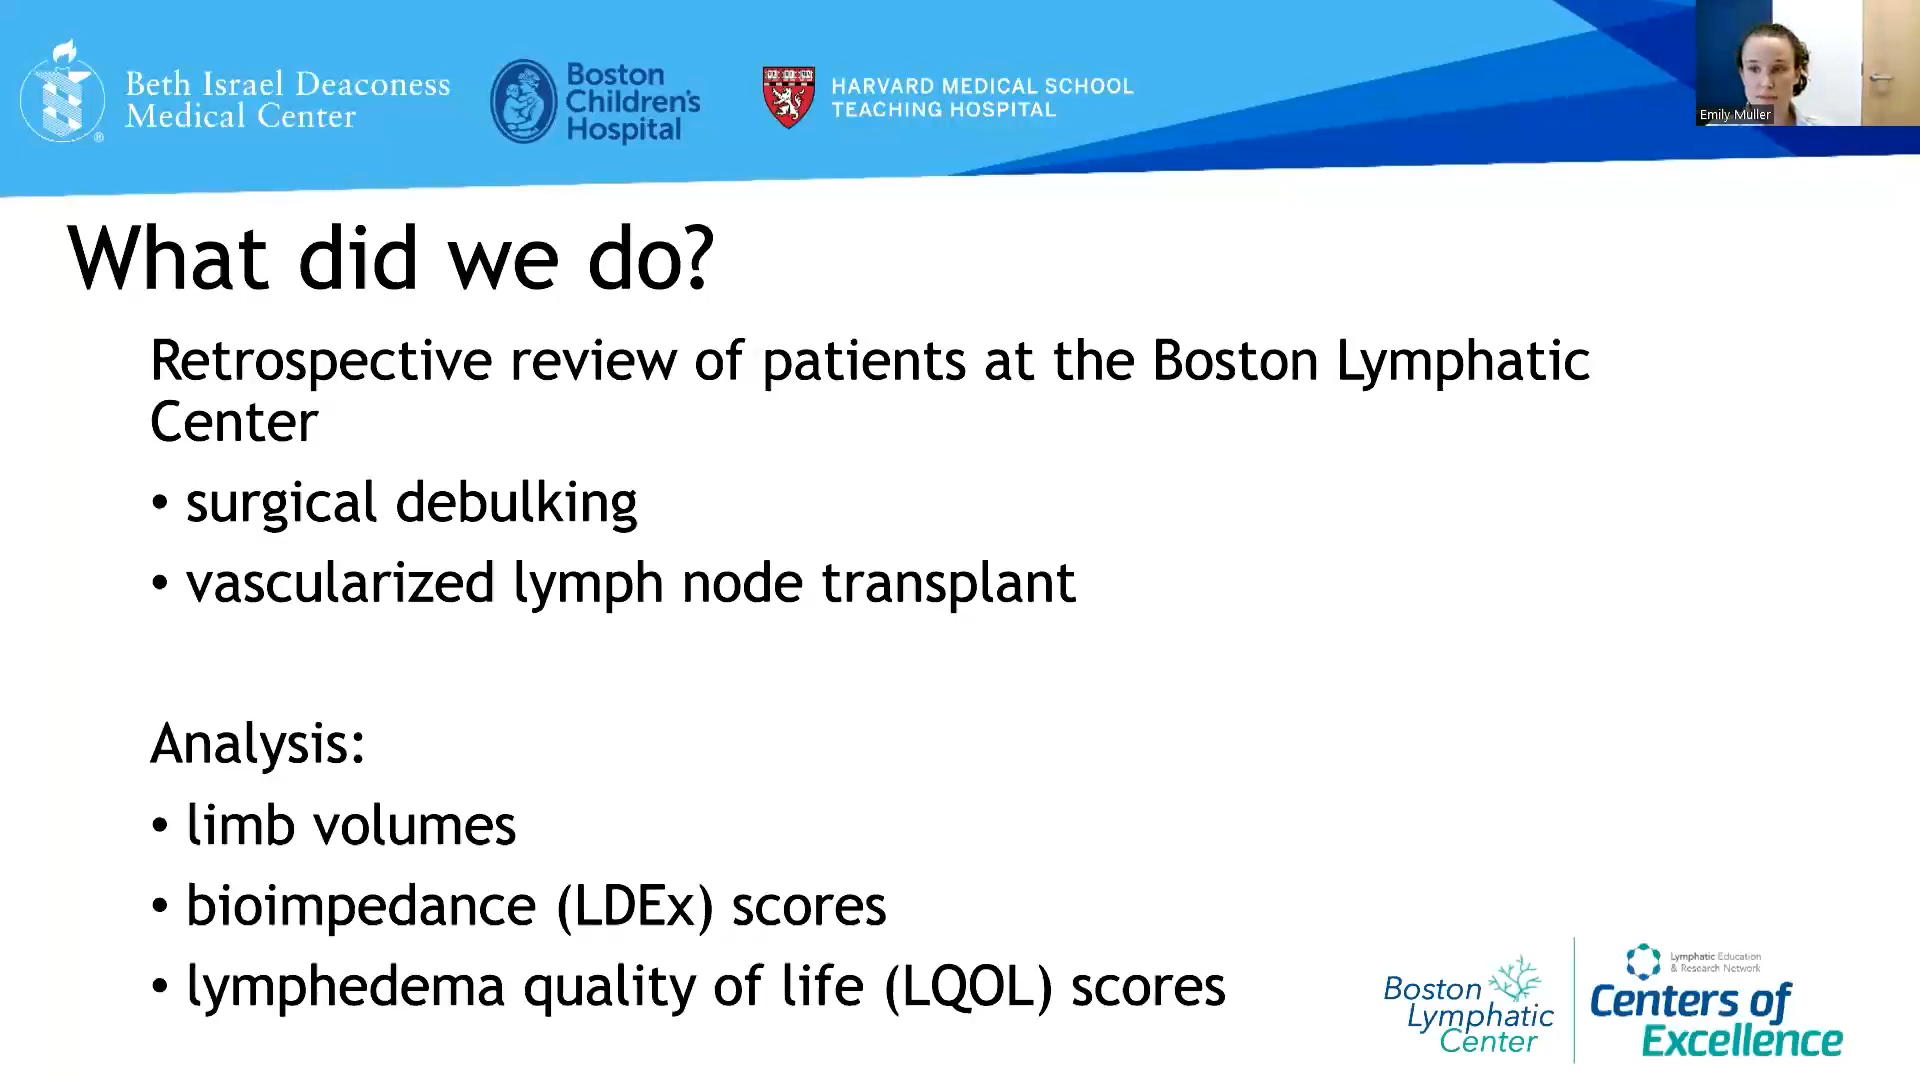 Beth Israel Deaconess
Medical Center
®
Boston
Children's
Hospital
HARVARD MEDICAL SCHOOL
TEACHING HOSPITAL
Emily Muller
What did we do?
Retrospective review of patients at the Boston Lymphatic
Center
• surgical debulking
• vascularized lymph node transplant
Analysis:
• limb volumes
• bioimpedance (LDEx) scores
• lymphedema quality of life (LQOL) scores
Boston
Lymphatic
Center
Lymphatic Education
& Research Network
Centers of
Excellence